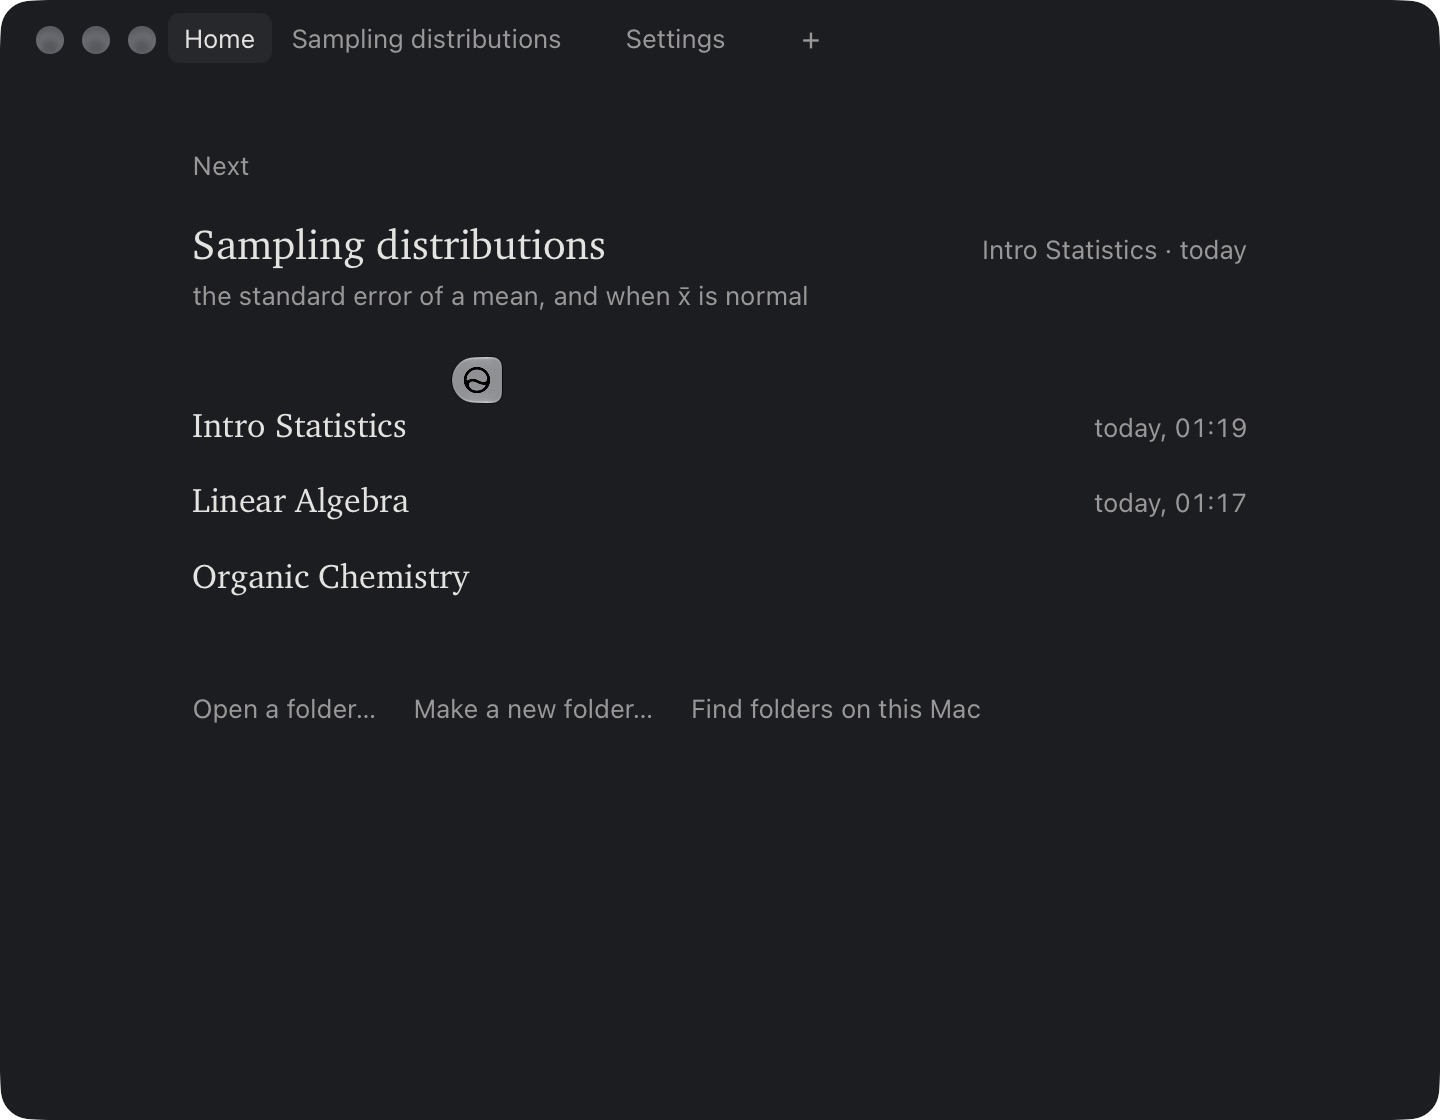 Home Sampling distributions Settings +
Next
Sampling distributions Intro Statistics · today
the standard error of a mean, and when x̄ is normal
Intro Statistics today, 01:19
Linear Algebra today, 01:17
Organic Chemistry
Open a folder... Make a new folder... Find folders on this Mac